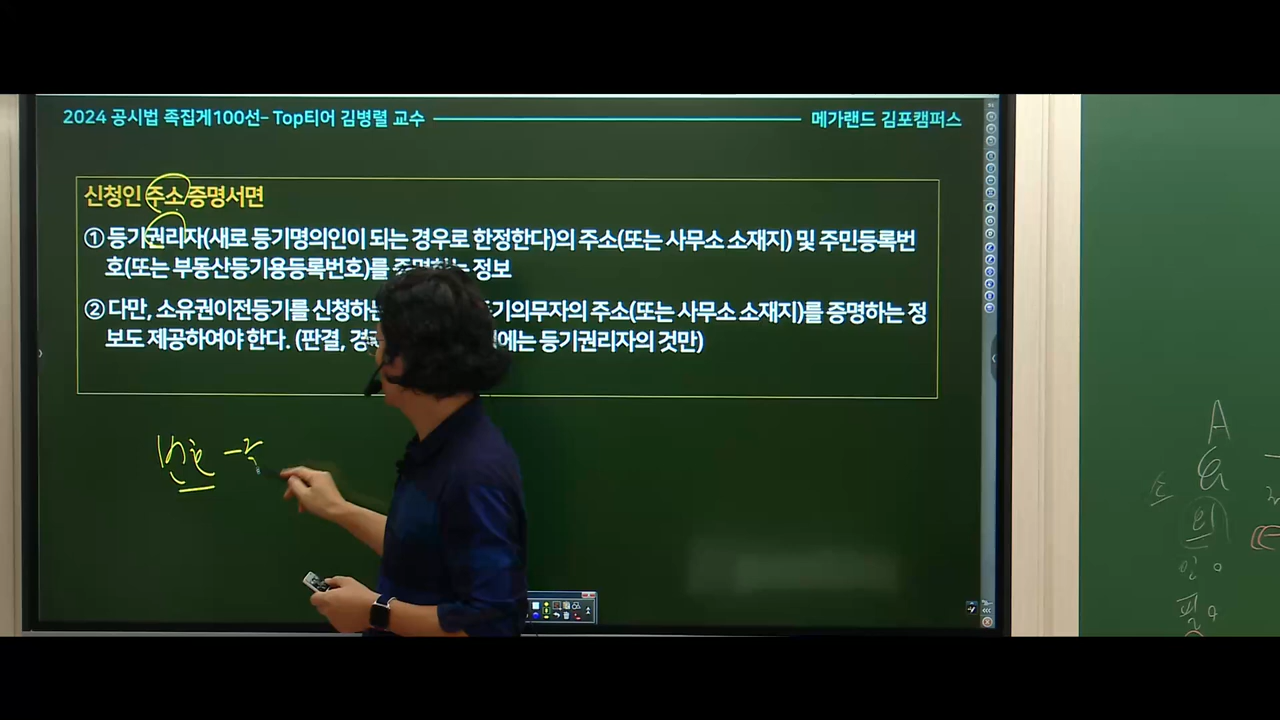 2024 공시법 족집게100선– Top티어 김병렬 교수
메가랜드 김포캠퍼스
신청인 주소 증명서면
① 등기권리자(새로 등기명의인이 되는 경우로 한정한다)의 주소(또는 사무소 소재지) 및 주민등록번
호(또는 부동산등기용등록번호)를 증명하는 정보
② 다만, 소유권이전등기를 신청하는 기의무자의 주소(또는 사무소 소재지)를 증명하는 정
보도 제공하여야 한다. (판결, 에는 등기권리자의 것만)
번호 –
A